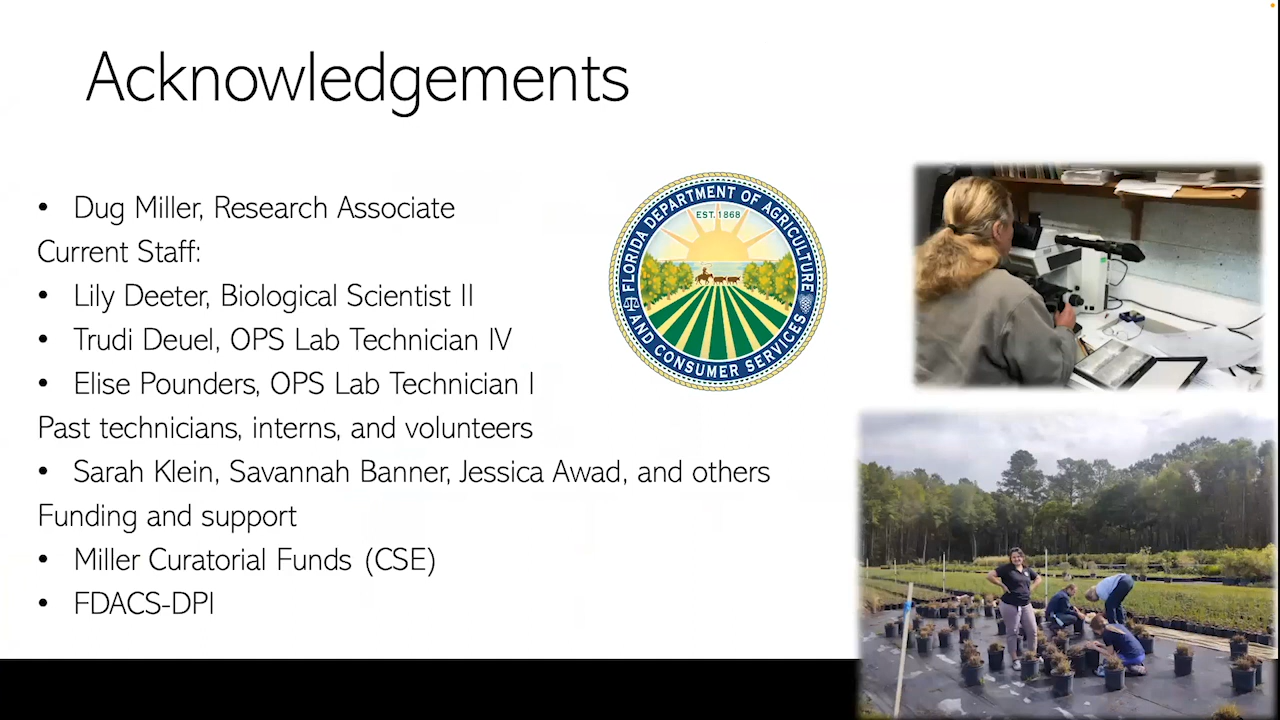 Acknowledgements
• Dug Miller, Research Associate
Current Staff:
• Lily Deeter, Biological Scientist II
• Trudi Deuel, OPS Lab Technician IV
• Elise Pounders, OPS Lab Technician I
Past technicians, interns, and volunteers
• Sarah Klein, Savannah Banner, Jessica Awad, and others
Funding and support
• Miller Curatorial Funds (CSE)
• FDACS-DPI
FLORIDA DEPARTMENT OF AGRICULTURE
EST. 1868
AND CONSUMER SERVICES